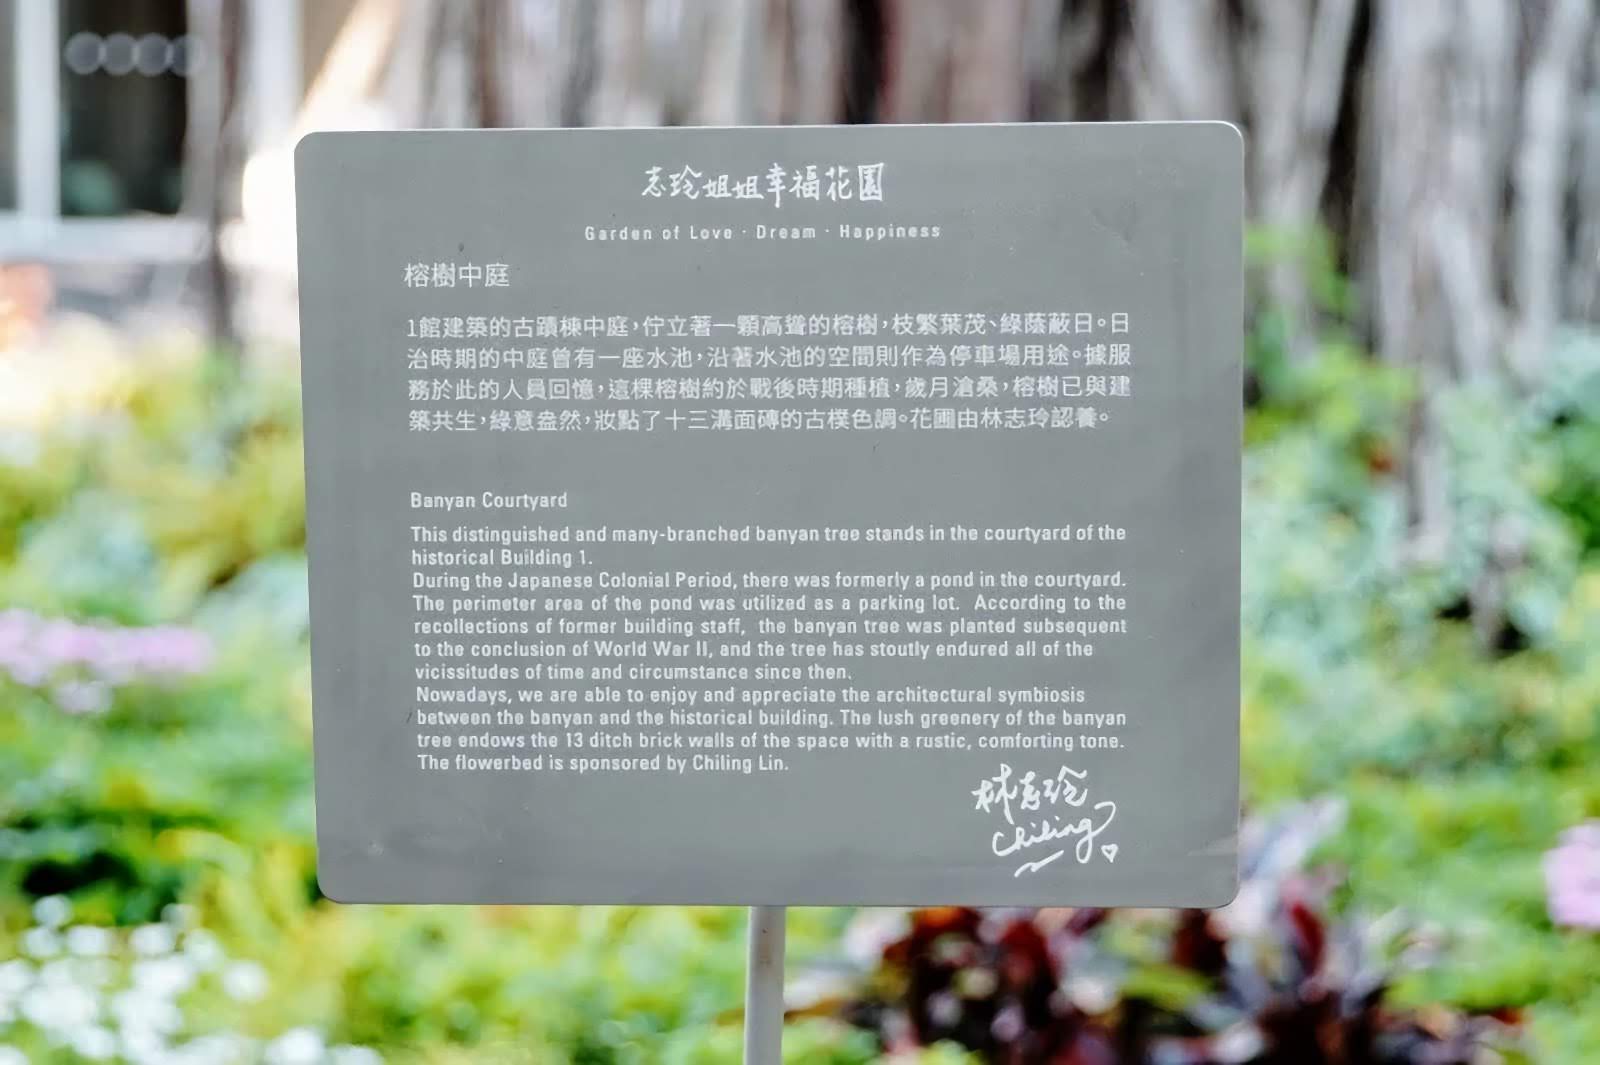 志玲姐姐幸福花園
Garden of Love · Dream · Happiness
榕樹中庭
1館建築的古蹟棟中庭，佇立著一顆高聳的榕樹，枝繁葉茂、綠蔭蔽日。日
治時期的中庭曾有一座水池，沿著水池的空間則作為停車場用途。據服
務於此的人員回憶，這棵榕樹約於戰後時期種植，歲月滄桑，榕樹已與建
築共生，綠意盎然，妝點了十三溝面磚的古樸色調。花圃由林志玲認養。
Banyan Courtyard
This distinguished and many-branched banyan tree stands in the courtyard of the
historical Building 1.
During the Japanese Colonial Period, there was formerly a pond in the courtyard.
The perimeter area of the pond was utilized as a parking lot.  According to the
recollections of former building staff,  the banyan tree was planted subsequent
to the conclusion of World War II, and the tree has stoutly endured all of the
vicissitudes of time and circumstance since then.
Nowadays, we are able to enjoy and appreciate the architectural symbiosis
between the banyan and the historical building. The lush greenery of the banyan
tree endows the 13 ditch brick walls of the space with a rustic, comforting tone.
The flowerbed is sponsored by Chiling Lin.
林志玲
Chiling